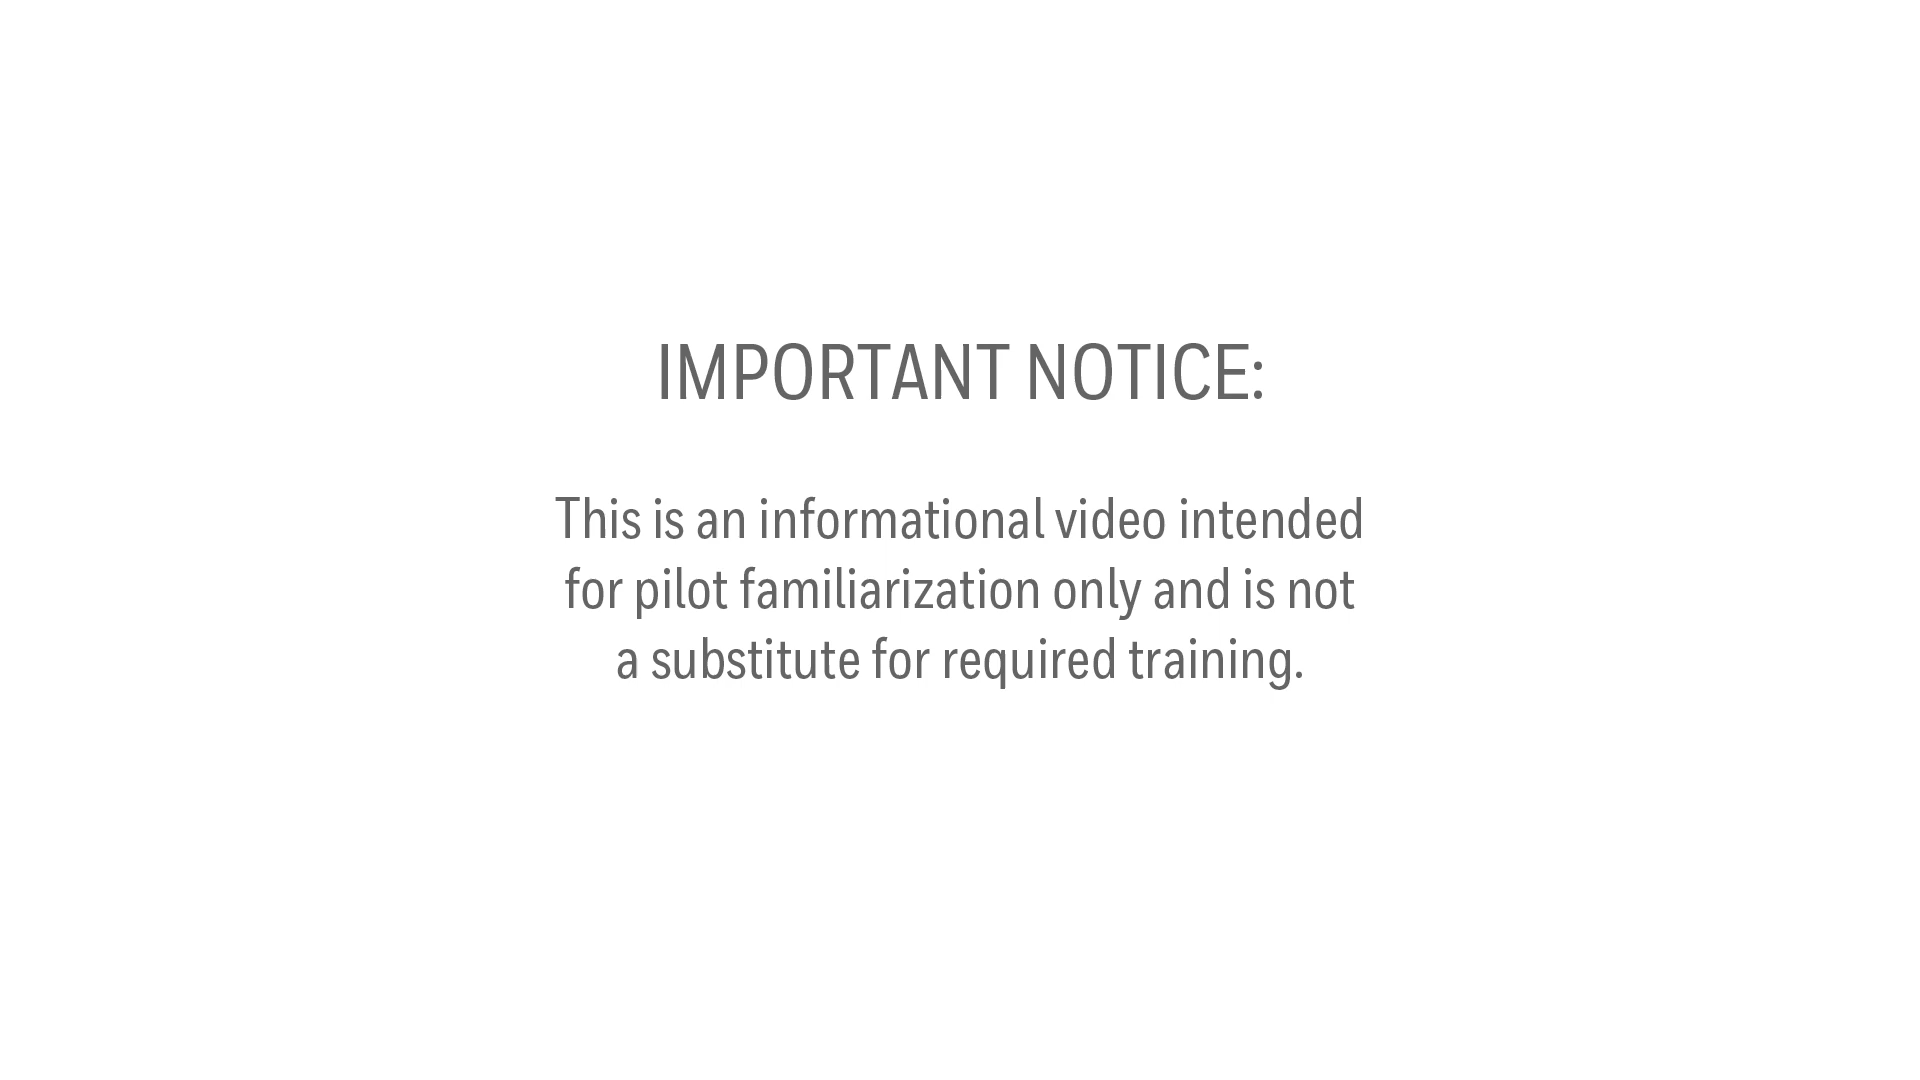 IMPORTANT NOTICE:
This is an informational video intended
for pilot familiarization only and is not
a substitute for required training.